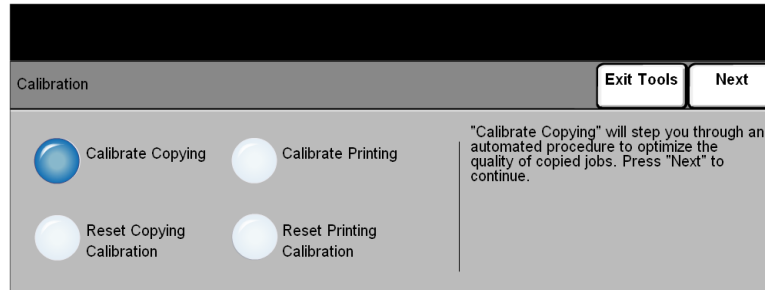 Calibration
Exit Tools
Next
Calibrate Copying
Calibrate Printing
Reset Copying
Calibration
Reset Printing
Calibration
"Calibrate Copying" will step you through an
automated procedure to optimize the
quality of copied jobs. Press "Next" to
continue.